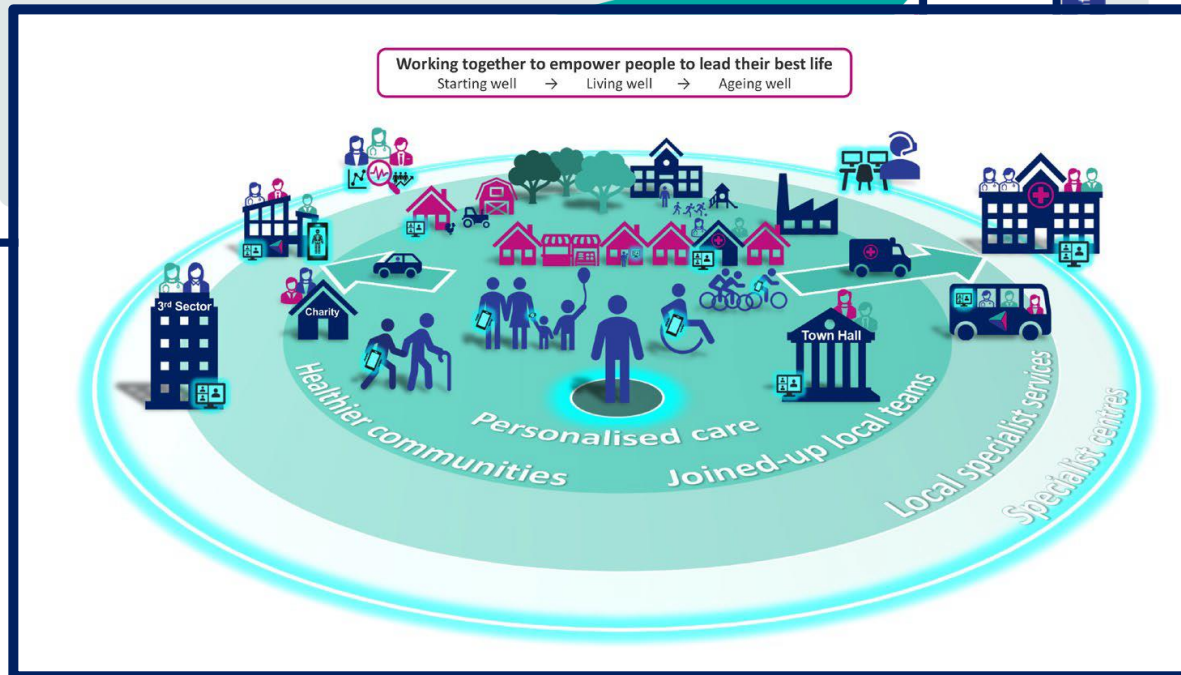 Working together to empower people to lead their best life
Starting well → Living well → Ageing well
3rd Sector
Charity
Town Hall
Healthier communities
Personalised care
Joined-up local teams
Local specialist services
Specialist centres